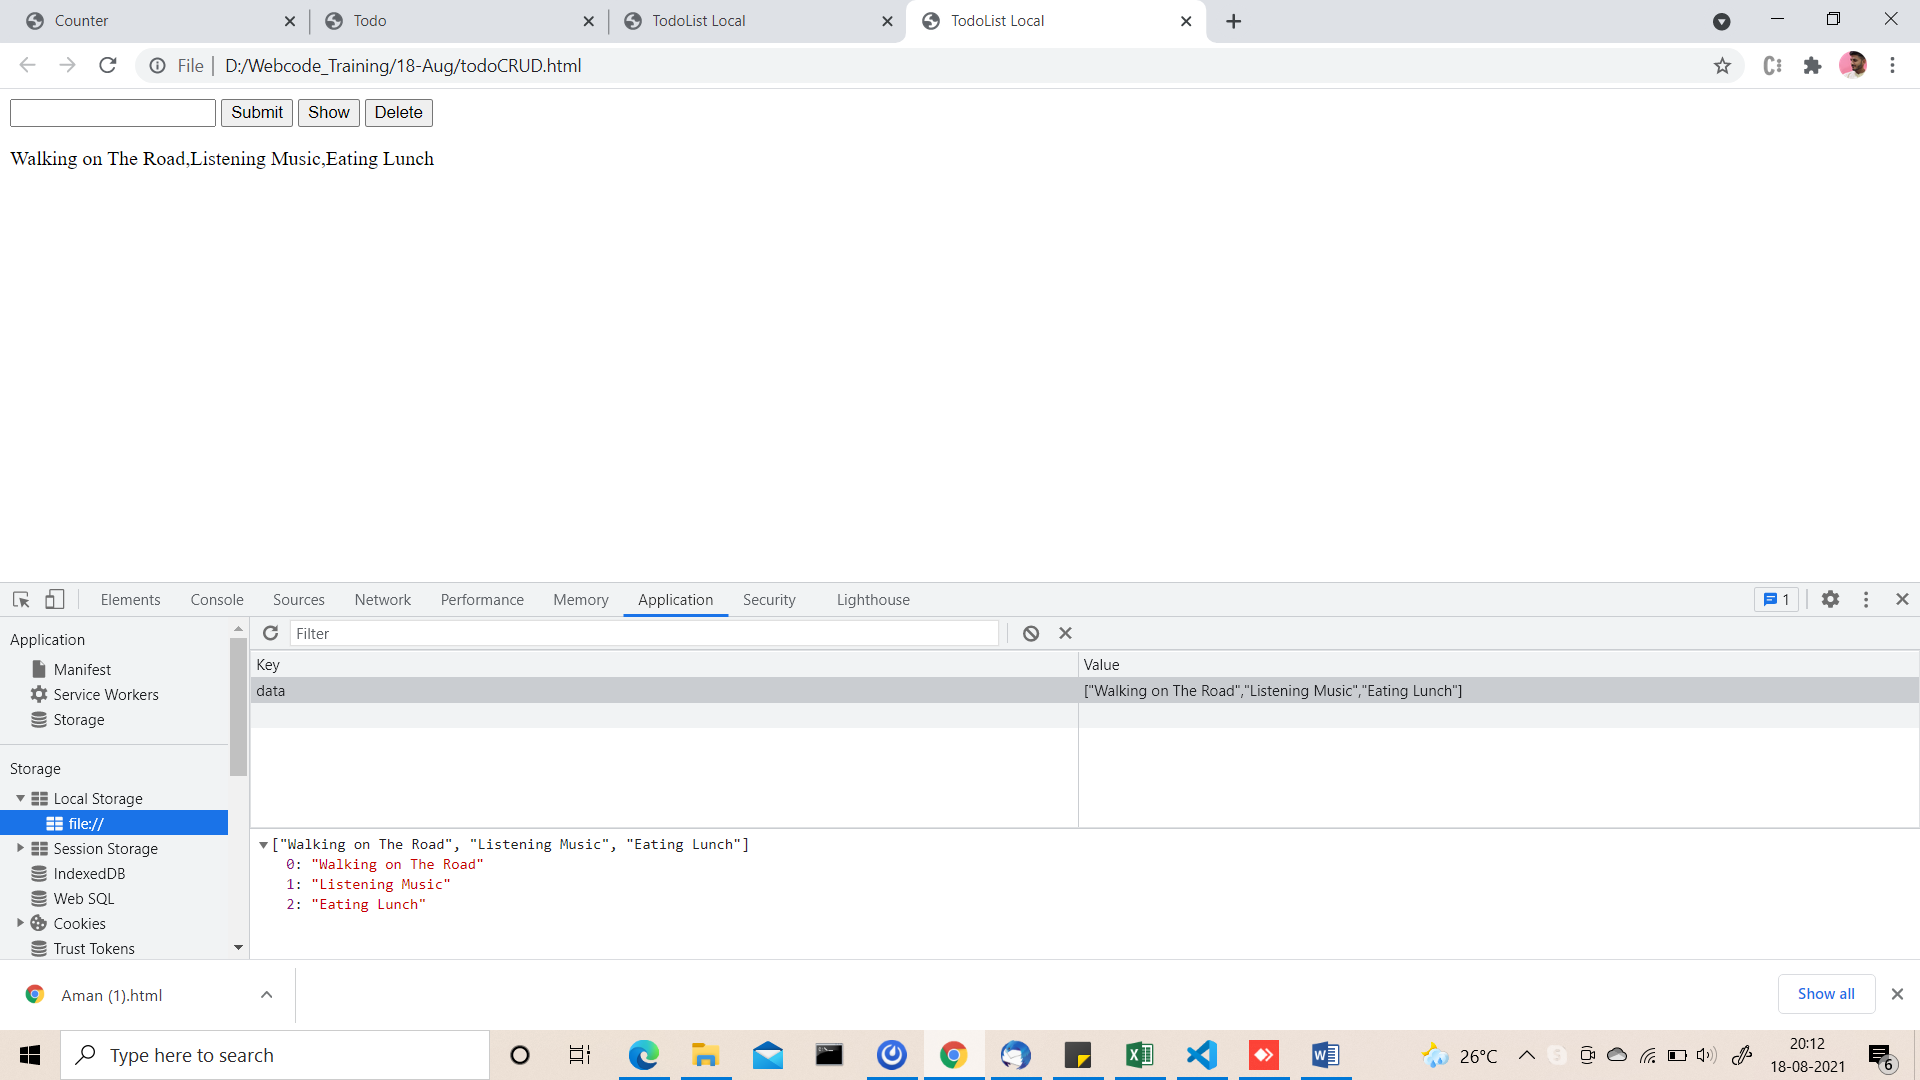 Counter
Todo
TodoList Local
TodoList Local
File | D:/Webcode_Training/18-Aug/todoCRUD.html
Submit Show Delete
Walking on The Road,Listening Music,Eating Lunch
Elements Console Sources Network Performance Memory Application Security Lighthouse 1
Application
Manifest
Service Workers
Storage
Storage
Local Storage
file://
Session Storage
IndexedDB
Web SQL
Cookies
Trust Tokens
Filter
Key Value
data ["Walking on The Road","Listening Music","Eating Lunch"]
["Walking on The Road", "Listening Music", "Eating Lunch"]
0: "Walking on The Road"
1: "Listening Music"
2: "Eating Lunch"
Aman (1).html
Show all
Type here to search
26°C
20:12
18-08-2021
6